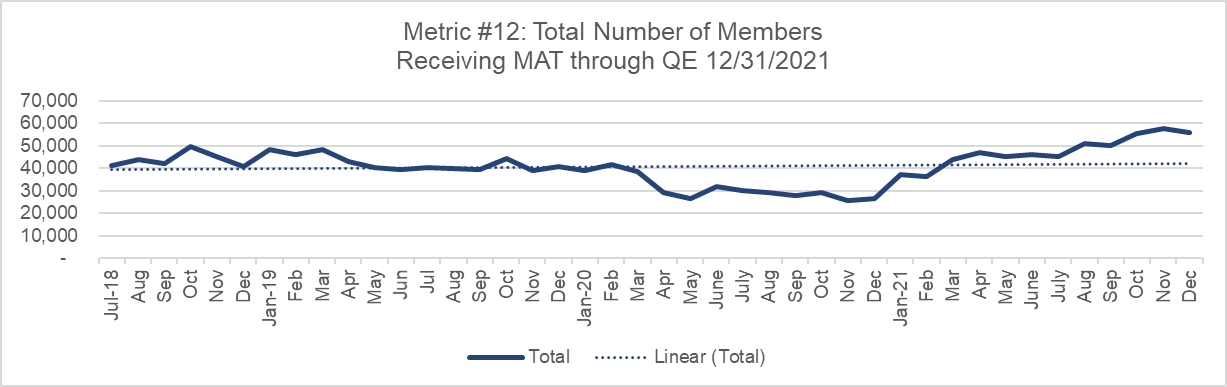 Metric #12: Total Number of Members
Receiving MAT through QE 12/31/2021
70,000
60,000
50,000
40,000
30,000
20,000
10,000
-
Jul-18
Aug
Sep
Oct
Nov
Dec
Jan-19
Feb
Mar
Apr
May
Jun
Jul
Aug
Sep
Oct
Nov
Dec
Jan-20
Feb
Mar
Apr
May
June
July
Aug
Sep
Oct
Nov
Dec
Jan-21
Feb
Mar
Apr
May
June
July
Aug
Sep
Oct
Nov
Dec
Total
Linear (Total)